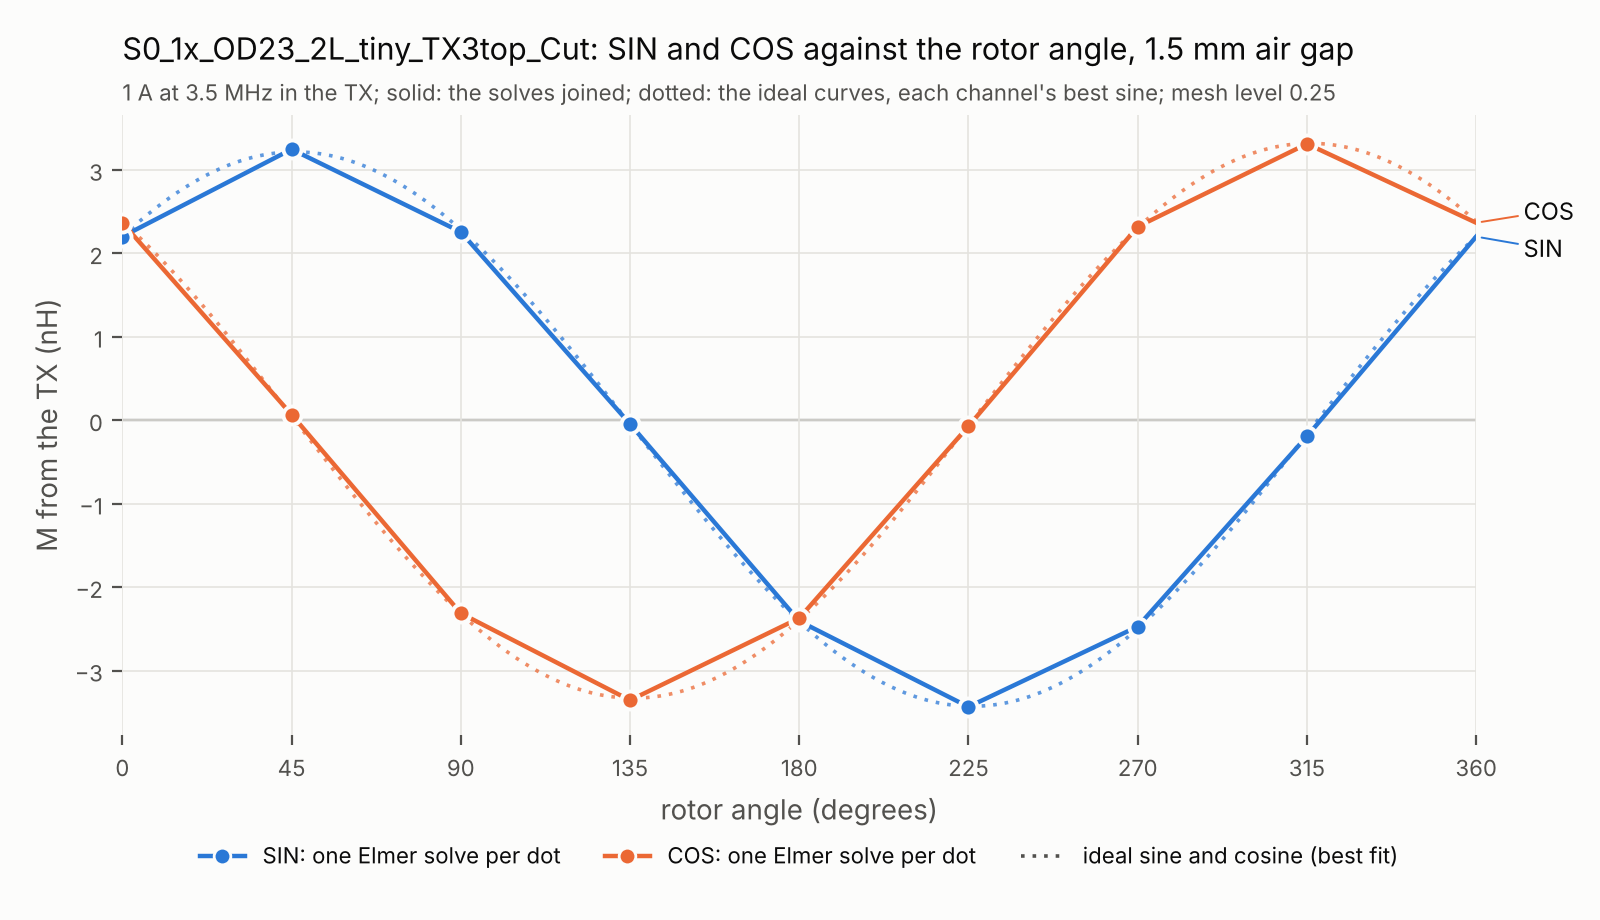 S0_1x_OD23_2L_tiny_TX3top_Cut: SIN and COS against the rotor angle, 1.5 mm air gap
1 A at 3.5 MHz in the TX; solid: the solves joined; dotted: the ideal curves, each channel's best sine; mesh level 0.25
M from the TX (nH)
3
2
1
0
−1
−2
−3
COS
SIN
0 45 90 135 180 225 270 315 360
rotor angle (degrees)
SIN: one Elmer solve per dot COS: one Elmer solve per dot ideal sine and cosine (best fit)